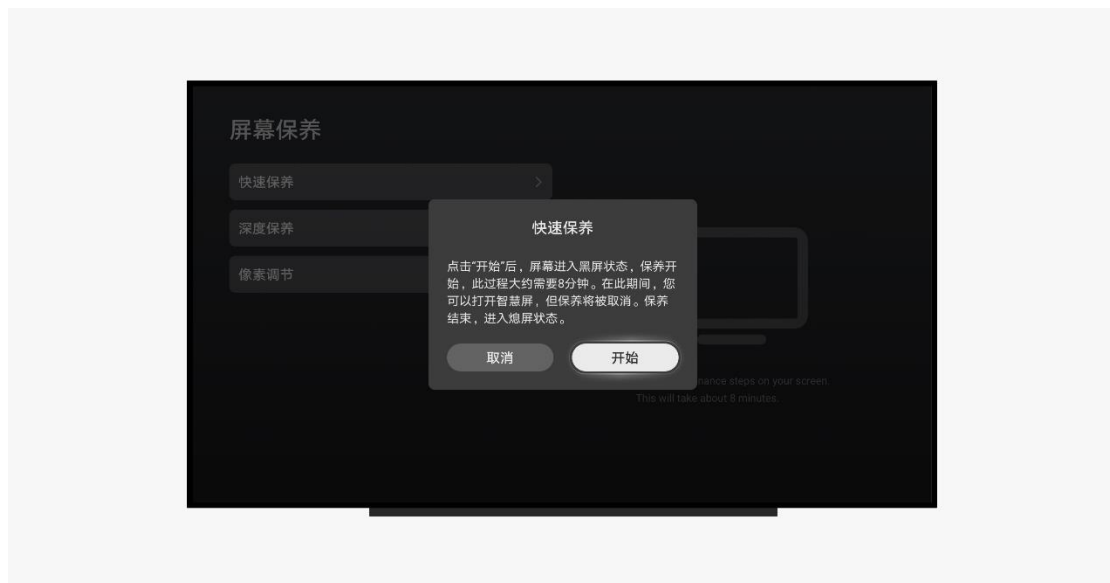 屏幕保养
快速保养
深度保养
像素调节
快速保养
点击“开始”后，屏幕进入黑屏状态，保养开
始，此过程大约需要8分钟。在此期间，您
可以打开智慧屏，但保养将被取消。保养
结束，进入熄屏状态。
取消
开始
nance steps on your screen.
This will take about 8 minutes.